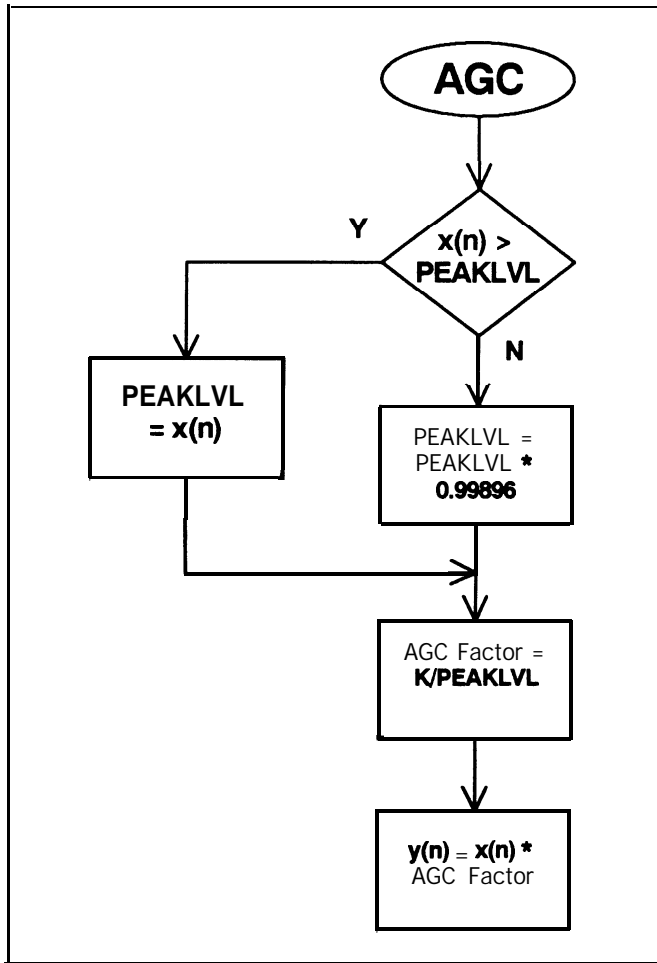 AGC
Y
x(n) >
PEAKLVL
N
PEAKLVL
= x(n)
PEAKLVL =
PEAKLVL *
0.99896
AGC Factor =
K/PEAKLVL
y(n) = x(n) *
AGC Factor